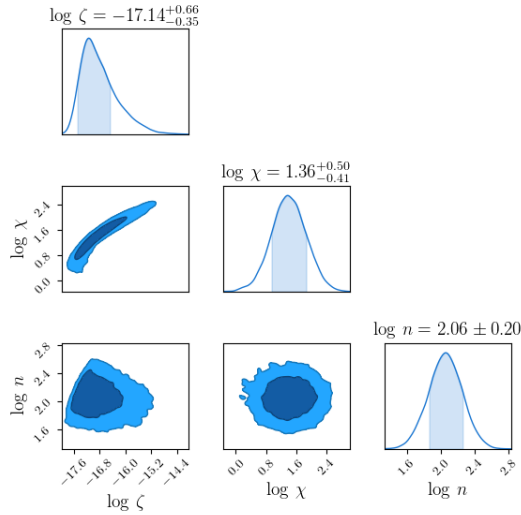 log ζ = −17.14^{+0.66}_{−0.35}
log χ = 1.36^{+0.50}_{−0.41}
2.4
1.6
0.8
0.0
log χ
log n = 2.06 ± 0.20
2.8
2.4
2.0
1.6
log n
−17.6 −16.8 −16.0 −15.2 −14.4
log ζ
0.0 0.8 1.6 2.4
log χ
1.6 2.0 2.4 2.8
log n